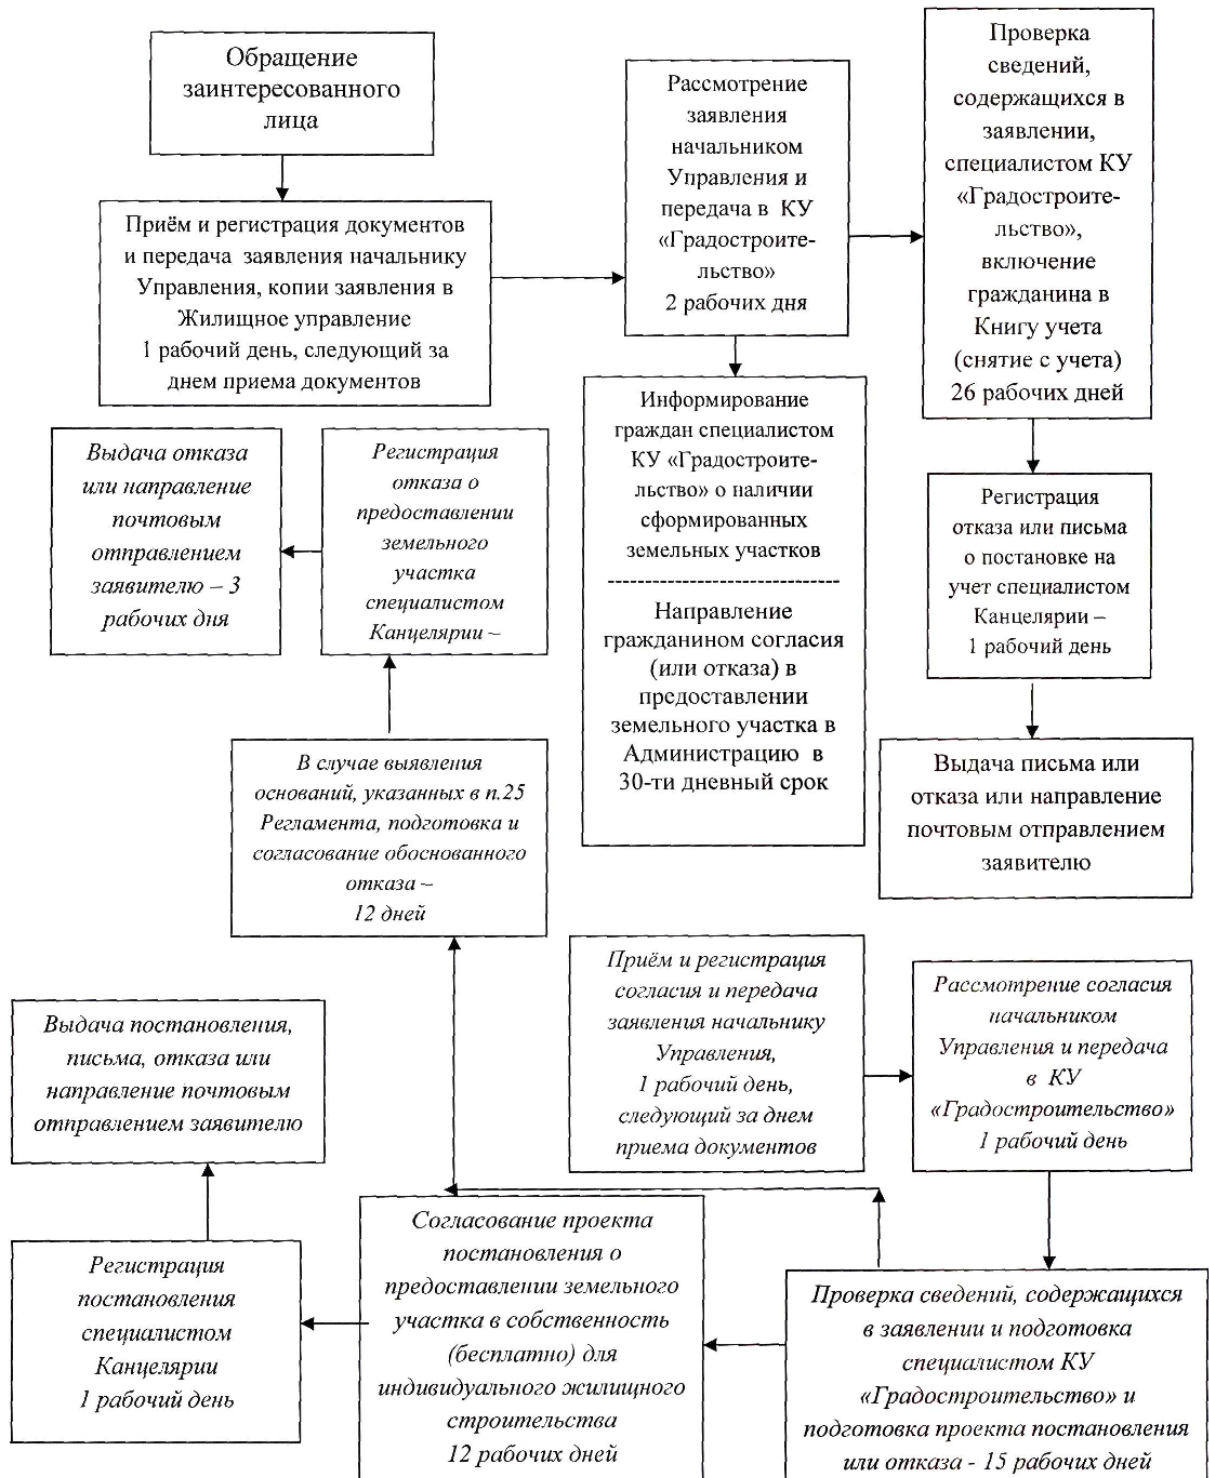 Обращение
заинтересованного
лица
Приём и регистрация документов
и передача заявления начальнику
Управления, копии заявления в
Жилищное управление
1 рабочий день, следующий за
днем приема документов
Рассмотрение
заявления
начальником
Управления и
передача в КУ
«Градостроите-
льство»
2 рабочих дня
Проверка
сведений,
содержащихся в
заявлении,
специалистом КУ
«Градостроите-
льство»,
включение
гражданина в
Книгу учета
(снятие с учета)
26 рабочих дней
Информирование
граждан специалистом
КУ «Градостроите-
льство» о наличии
сформированных
земельных участков
------------------------------
Направление
гражданином согласия
(или отказа) в
предоставлении
земельного участка в
Администрацию в
30-ти дневный срок
Регистрация
отказа или письма
о постановке на
учет специалистом
Канцелярии –
1 рабочий день
Выдача письма или
отказа или направление
почтовым отправлением
заявителю
Выдача отказа
или направление
почтовым
отправлением
заявителю – 3
рабочих дня
Регистрация
отказа о
предоставлении
земельного
участка
специалистом
Канцелярии –
В случае выявления
оснований, указанных в п.25
Регламента, подготовка и
согласование обоснованного
отказа –
12 дней
Приём и регистрация
согласия и передача
заявления начальнику
Управления,
1 рабочий день,
следующий за днем
приема документов
Рассмотрение согласия
начальником
Управления и передача
в КУ
«Градостроительство»
1 рабочий день
Выдача постановления,
письма, отказа или
направление почтовым
отправлением заявителю
Регистрация
постановления
специалистом
Канцелярии
1 рабочий день
Согласование проекта
постановления о
предоставлении земельного
участка в собственность
(бесплатно) для
индивидуального жилищного
строительства
12 рабочих дней
Проверка сведений, содержащихся
в заявлении и подготовка
специалистом КУ
«Градостроительство» и
подготовка проекта постановления
или отказа - 15 рабочих дней